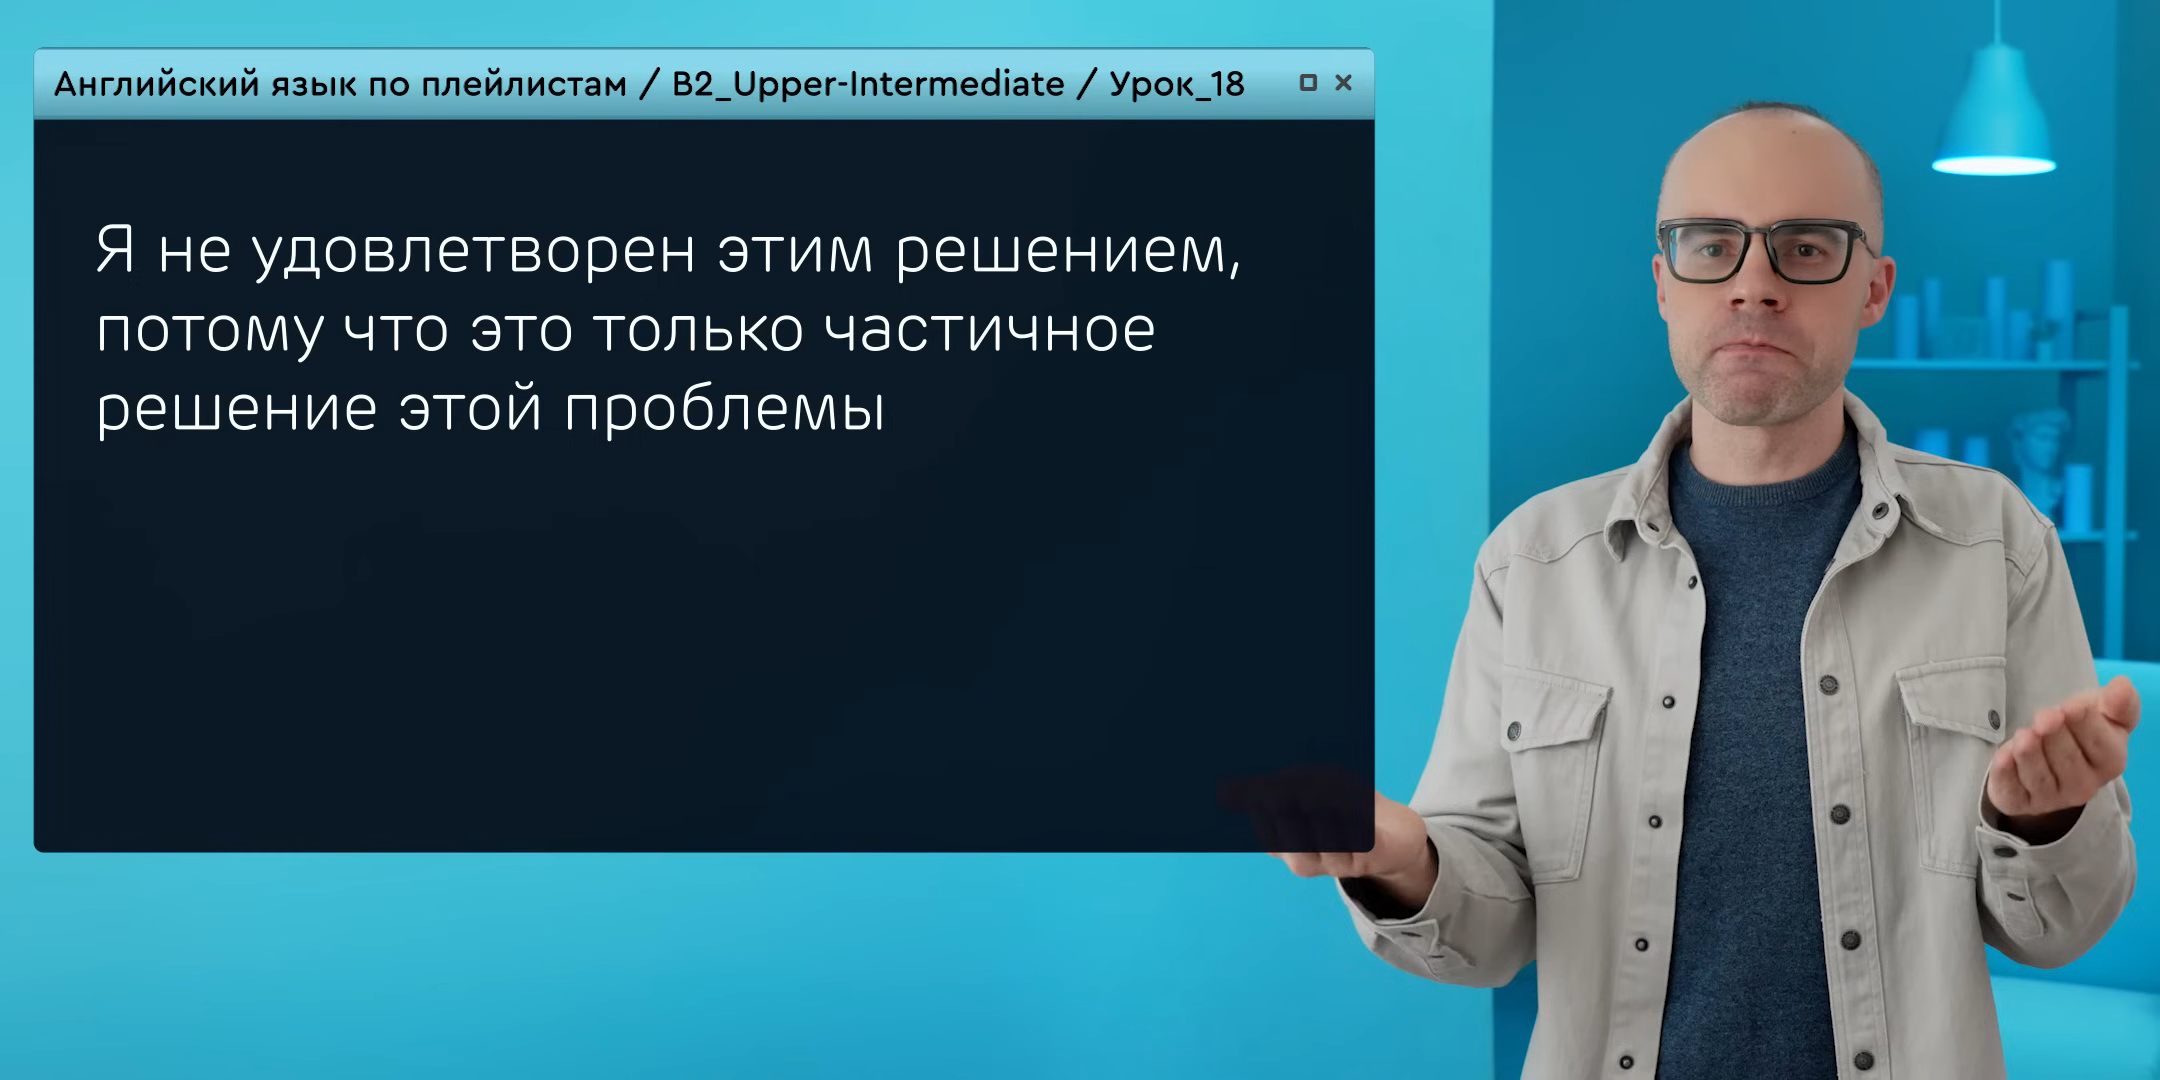 Английский язык по плейлистам / B2_Upper-Intermediate / Урок_18
Я не удовлетворен этим решением,
потому что это только частичное
решение этой проблемы